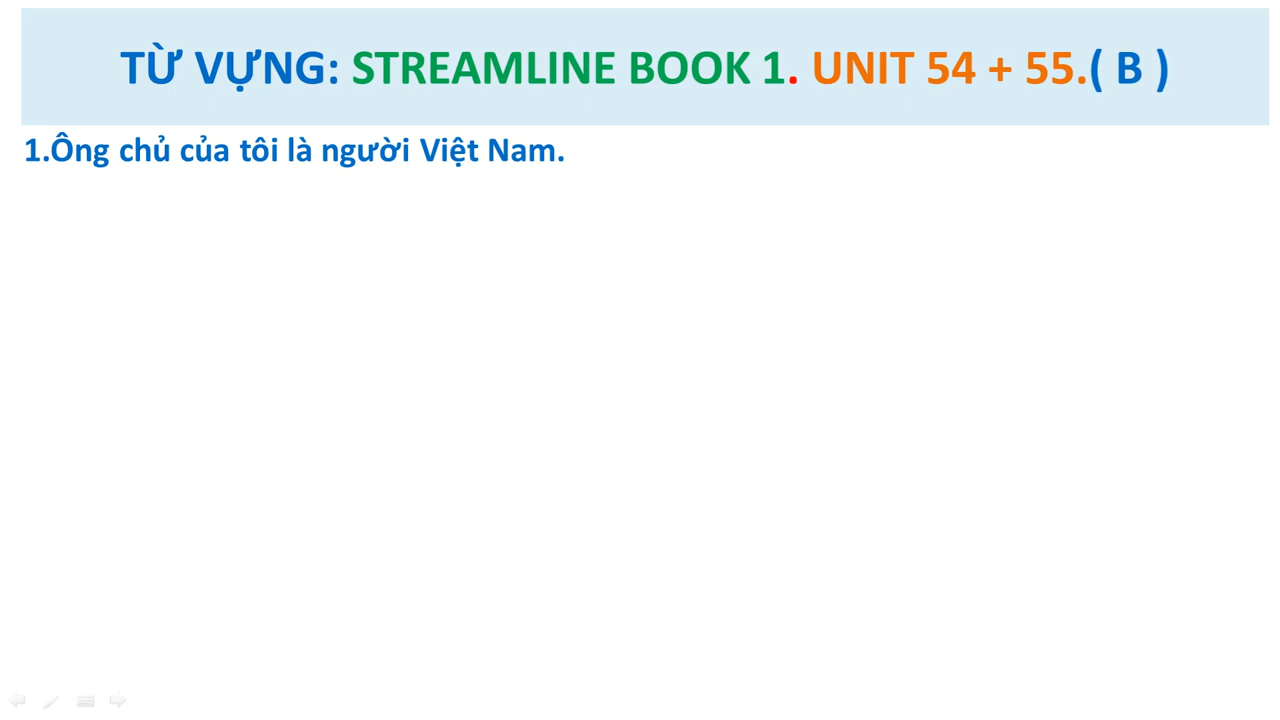 TỪ VỰNG: STREAMLINE BOOK 1. UNIT 54 + 55.( B )
1.Ông chủ của tôi là người Việt Nam.